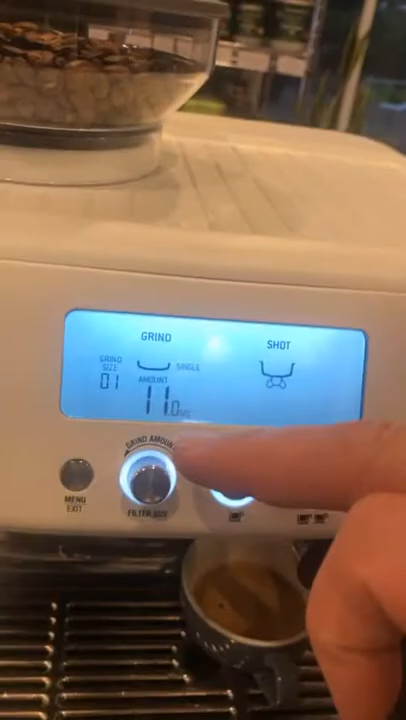 GRIND
SHOT
GRIND
SIZE
01
SINGLE
AMOUNT
11.0
GRIND AMOUNT
MENU
EXIT
FILTER SIZE